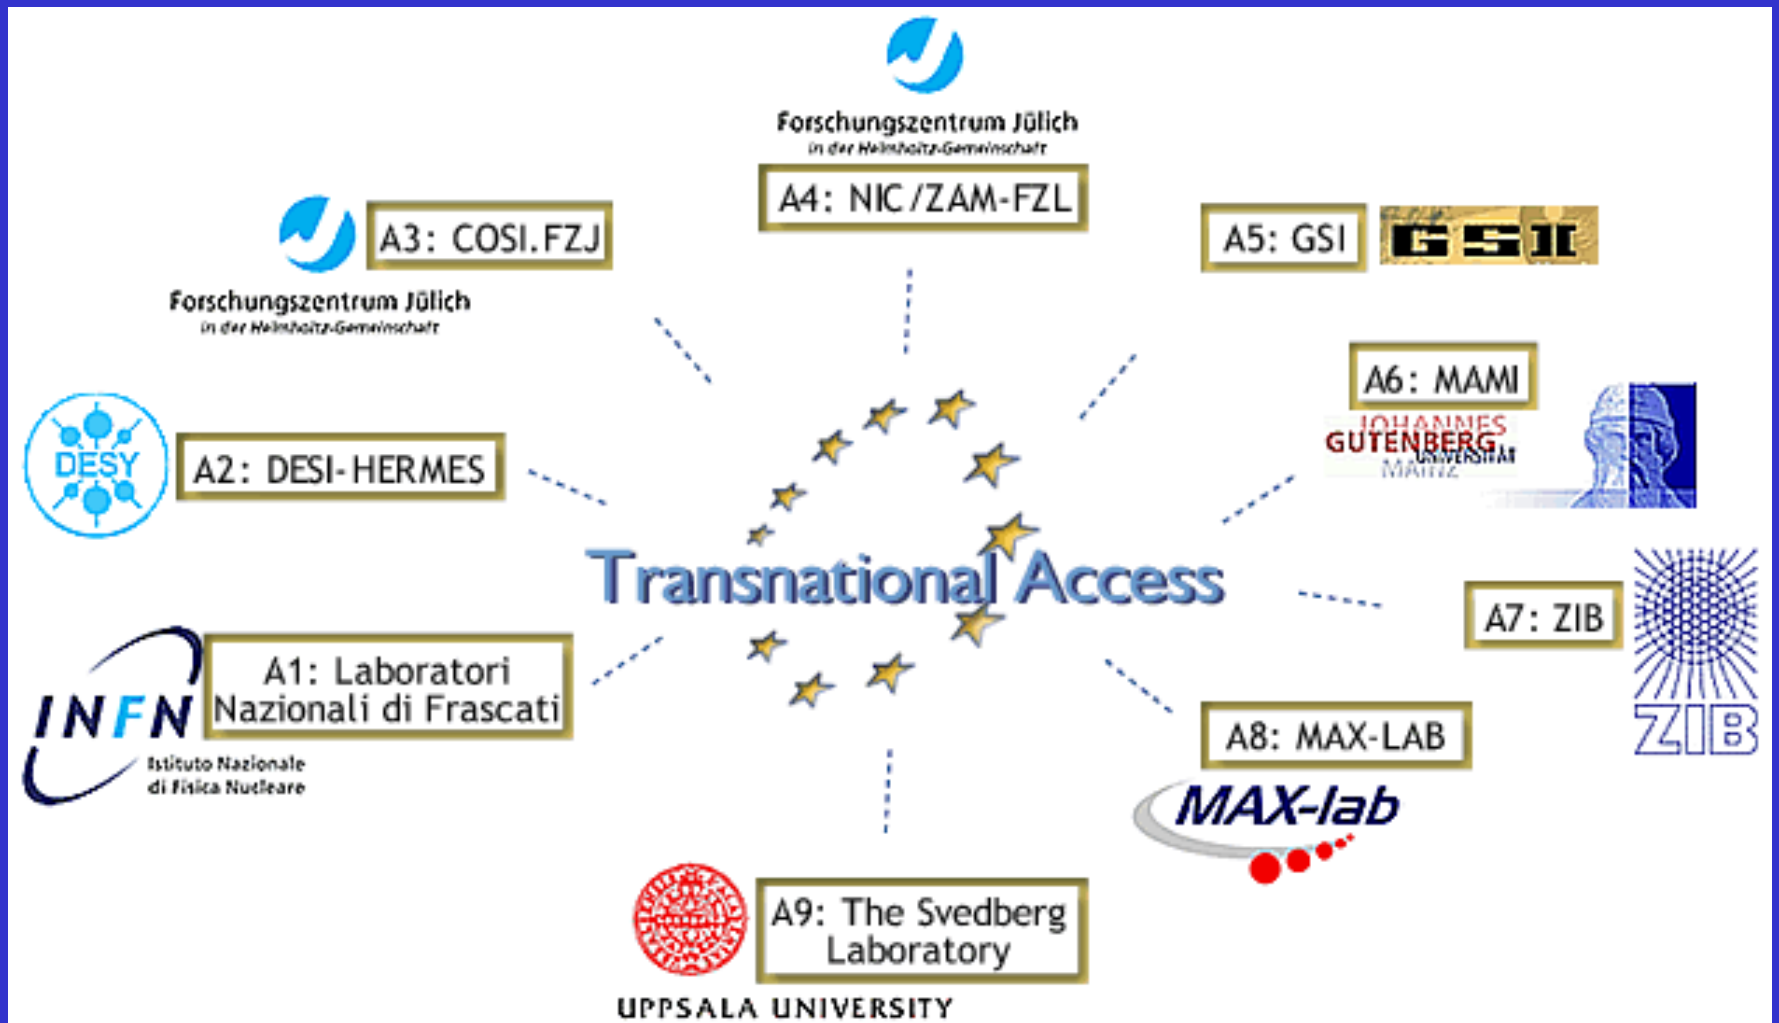 Forschungszentrum Jülich
in der Helmholtz-Gemeinschaft
A4: NIC/ZAM-FZL
A3: COSI.FZJ
Forschungszentrum Jülich
in der Helmholtz-Gemeinschaft
A5: GSI
GSI
A6: MAMI
JOHANNES
GUTENBERG
UNIVERSITÄT
MAINZ
DESY
A2: DESI-HERMES
Transnational Access
A7: ZIB
ZIB
A1: Laboratori
Nazionali di Frascati
INFN
Istituto Nazionale
di Fisica Nucleare
A8: MAX-LAB
MAX-lab
A9: The Svedberg
Laboratory
UPPSALA UNIVERSITY